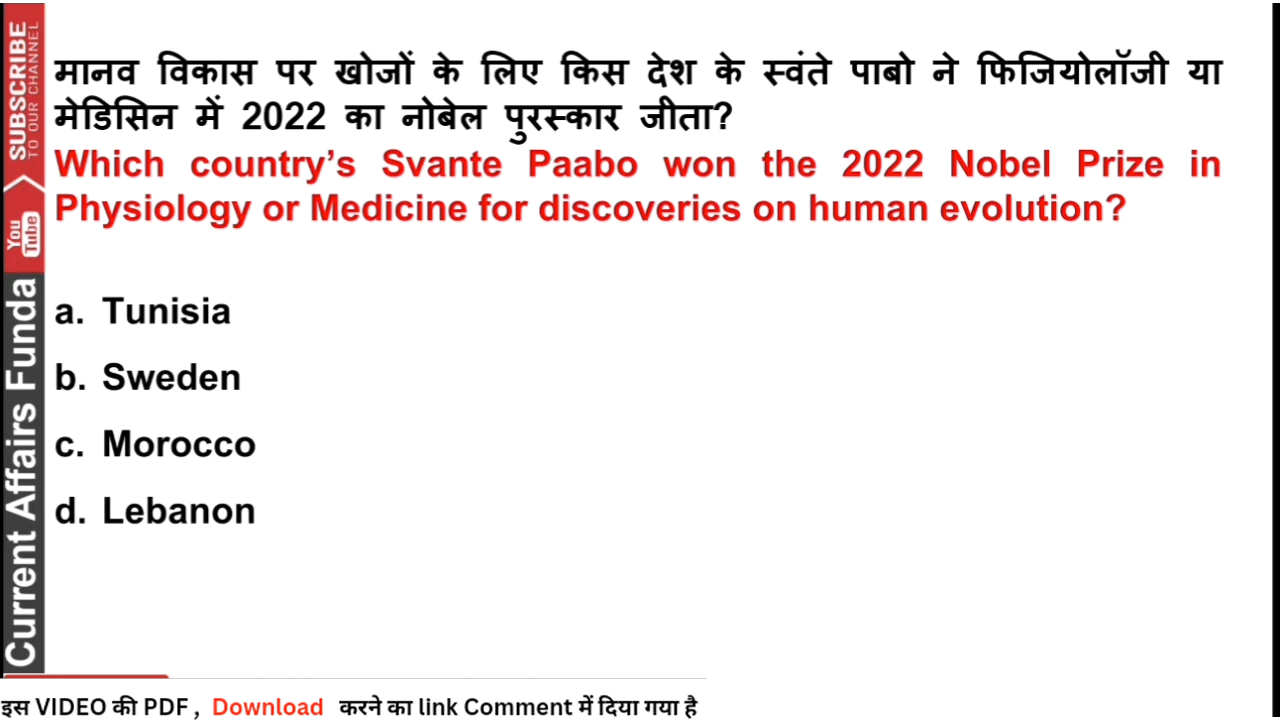 मानव विकास पर खोजों के लिए किस देश के स्वंते पाबो ने फिजियोलॉजी या
मेडिसिन में 2022 का नोबेल पुरस्कार जीता?
Which country’s Svante Paabo won the 2022 Nobel Prize in
Physiology or Medicine for discoveries on human evolution?
a. Tunisia
b. Sweden
c. Morocco
d. Lebanon
SUBSCRIBE
TO OUR CHANNEL
You
Tube
Current Affairs Funda
इस VIDEO की PDF , Download करने का link Comment में दिया गया है